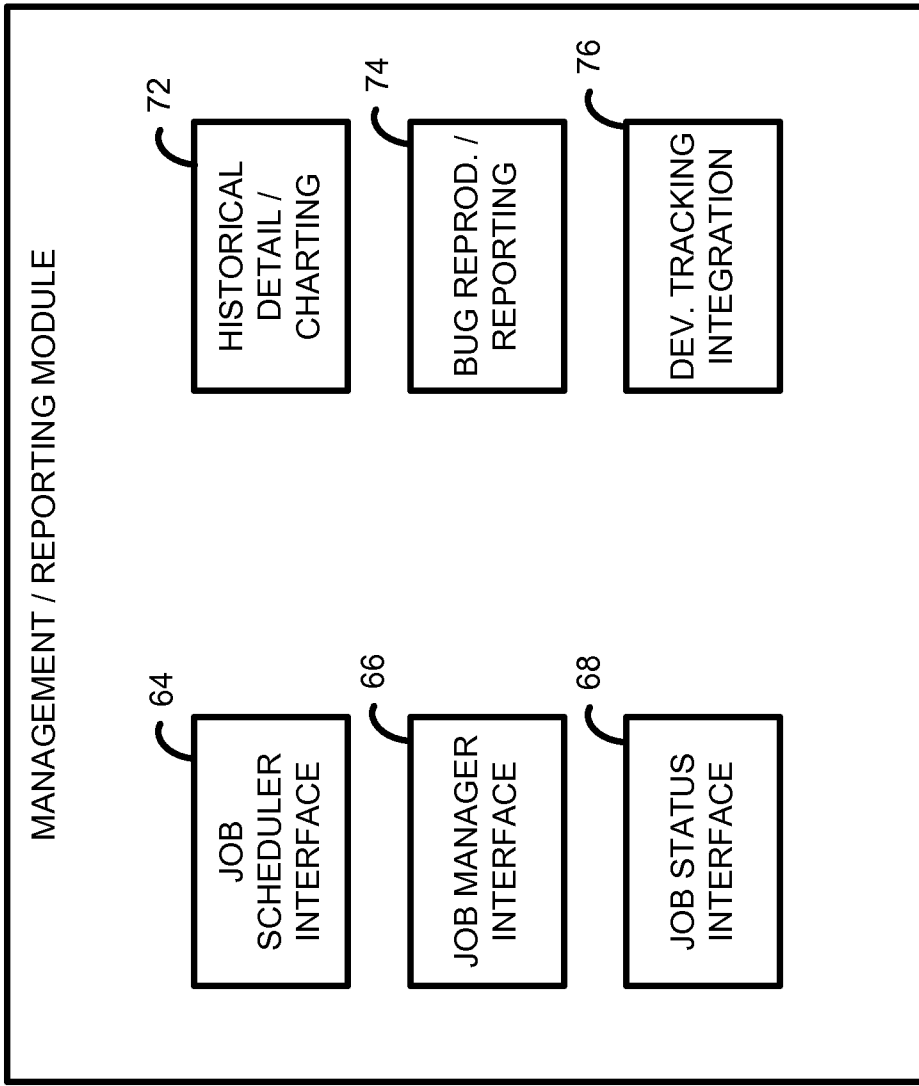 MANAGEMENT / REPORTING MODULE
64
JOB
SCHEDULER
INTERFACE
72
HISTORICAL
DETAIL /
CHARTING
66
JOB MANAGER
INTERFACE
74
BUG REPROD. /
REPORTING
68
JOB STATUS
INTERFACE
76
DEV. TRACKING
INTEGRATION